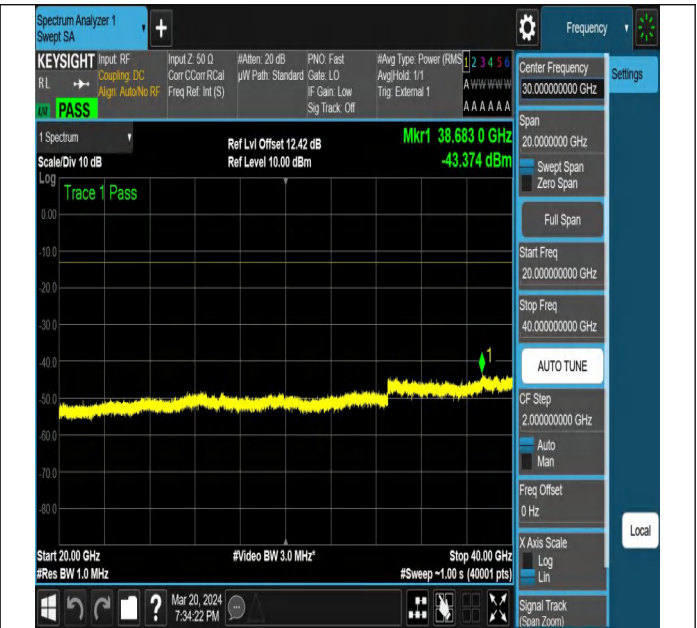 Spectrum Analyzer 1
Swept SA
+
Frequency
KEYSIGHT
RL
PASS
Input: RF
Coupling: DC
Align: Auto/No RF
Input Z: 50 Ω
Corr CCorr RCal
Freq Ref: Int (S)
#Atten: 20 dB
µW Path: Standard
PNO: Fast
Gate: LO
IF Gain: Low
Sig Track: Off
#Avg Type: Power (RMS
Avg|Hold: 1/1
Trig: External 1
1 2 3 4 5 6
A W W W W W
A A A A A A
Center Frequency
30.000000000 GHz
Settings
1 Spectrum
Scale/Div 10 dB
Log
Ref Lvl Offset 12.42 dB
Ref Level 10.00 dBm
Mkr1 38.683 0 GHz
-43.374 dBm
Trace 1 Pass
0.00
-10.0
-20.0
-30.0
-40.0
-50.0
-60.0
-70.0
-80.0
1
Start 20.00 GHz
#Res BW 1.0 MHz
#Video BW 3.0 MHz*
Stop 40.00 GHz
#Sweep ~1.00 s (40001 pts)
Span
20.0000000 GHz
Swept Span
Zero Span
Full Span
Start Freq
20.000000000 GHz
Stop Freq
40.000000000 GHz
AUTO TUNE
CF Step
2.000000000 GHz
Auto
Man
Freq Offset
0 Hz
X Axis Scale
Log
Lin
Signal Track
(Span Zoom)
Local
?
Mar 20, 2024
7:34:22 PM